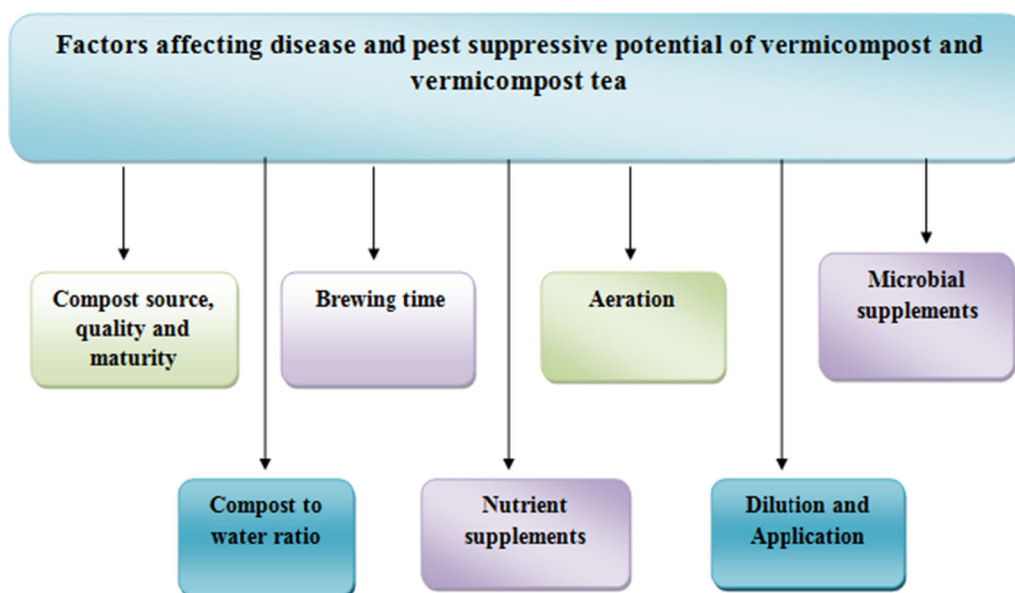 Factors affecting disease and pest suppressive potential of vermicompost and
vermicompost tea
Compost source,
quality and
maturity
Brewing time
Aeration
Microbial
supplements
Compost to
water ratio
Nutrient
supplements
Dilution and
Application